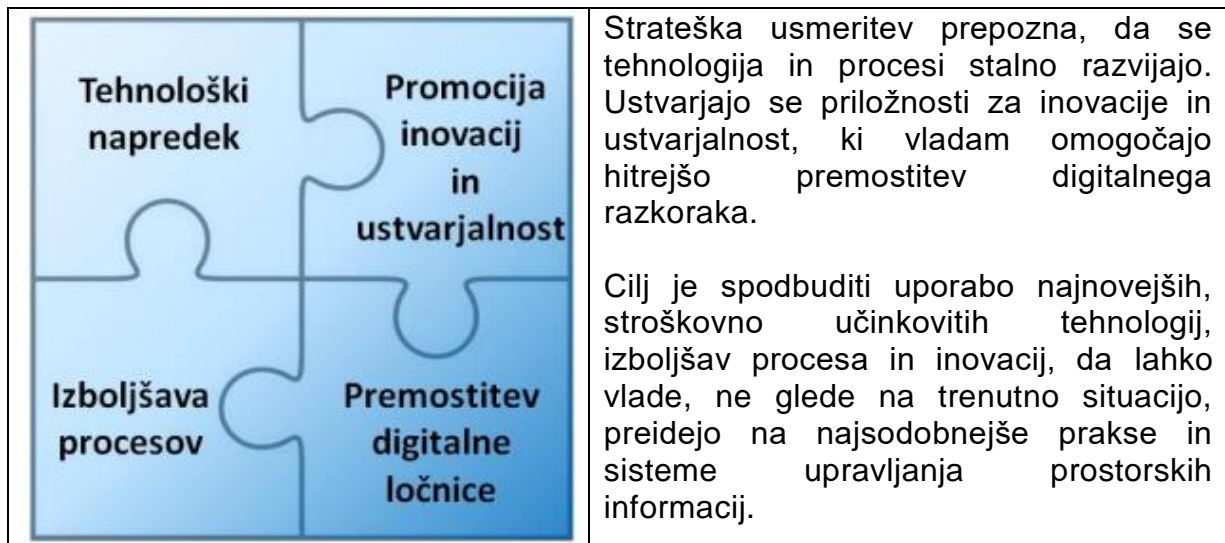 Tehnološki
napredek
Promocija
inovacij
in
ustvarjalnost
Izboljšava
procesov
Premostitev
digitalne
ločnice
Strateška usmeritev prepozna, da se
tehnologija in procesi stalno razvijajo.
Ustvarjajo se priložnosti za inovacije in
ustvarjalnost, ki vladam omogočajo
hitrejšo premostitev digitalnega
razkoraka.
Cilj je spodbuditi uporabo najnovejših,
stroškovno učinkovitih tehnologij,
izboljšav procesa in inovacij, da lahko
vlade, ne glede na trenutno situacijo,
preidejo na najsodobnejše prakse in
sisteme upravljanja prostorskih
informacij.